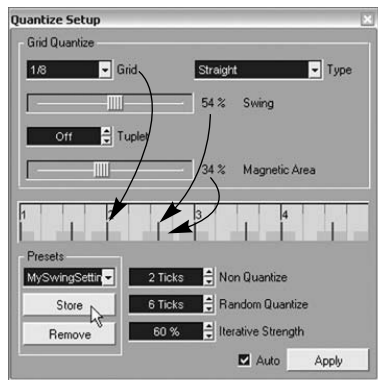 Quantize Setup
Grid Quantize
1/8 Grid Straight Type
54 % Swing
Off Tuplet
34 % Magnetic Area
1 2 3 4
Presets
MySwingSettin 2 Ticks Non Quantize
Store 6 Ticks Random Quantize
Remove 60 % Iterative Strength
Auto Apply